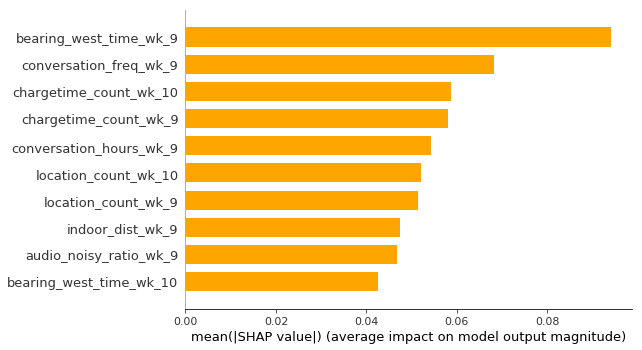 bearing_west_time_wk_9
conversation_freq_wk_9
chargetime_count_wk_10
chargetime_count_wk_9
conversation_hours_wk_9
location_count_wk_10
location_count_wk_9
indoor_dist_wk_9
audio_noisy_ratio_wk_9
bearing_west_time_wk_10
0.00 0.02 0.04 0.06 0.08
mean(|SHAP value|) (average impact on model output magnitude)